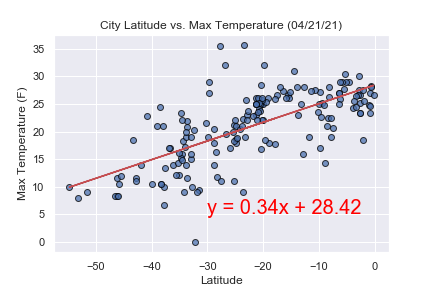 City Latitude vs. Max Temperature (04/21/21)
Max Temperature (F)
35
30
25
20
15
10
5
0
y = 0.34x + 28.42
−50 −40 −30 −20 −10 0
Latitude